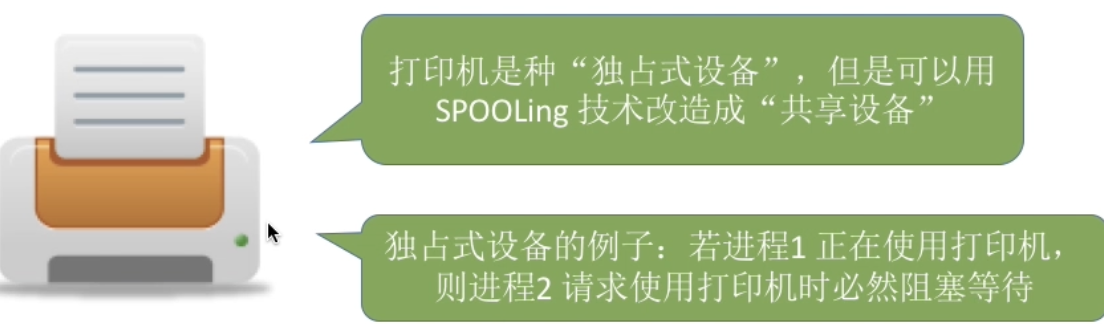 打印机是种“独占式设备”，但是可以用
SPOOLing 技术改造成“共享设备”
独占式设备的例子：若进程1 正在使用打印机，
则进程2 请求使用打印机时必然阻塞等待